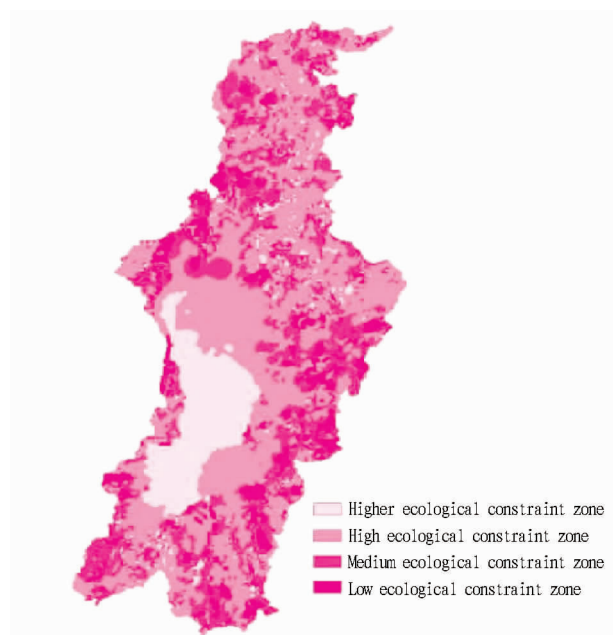 Higher ecological constraint zone
High ecological constraint zone
Medium ecological constraint zone
Low ecological constraint zone